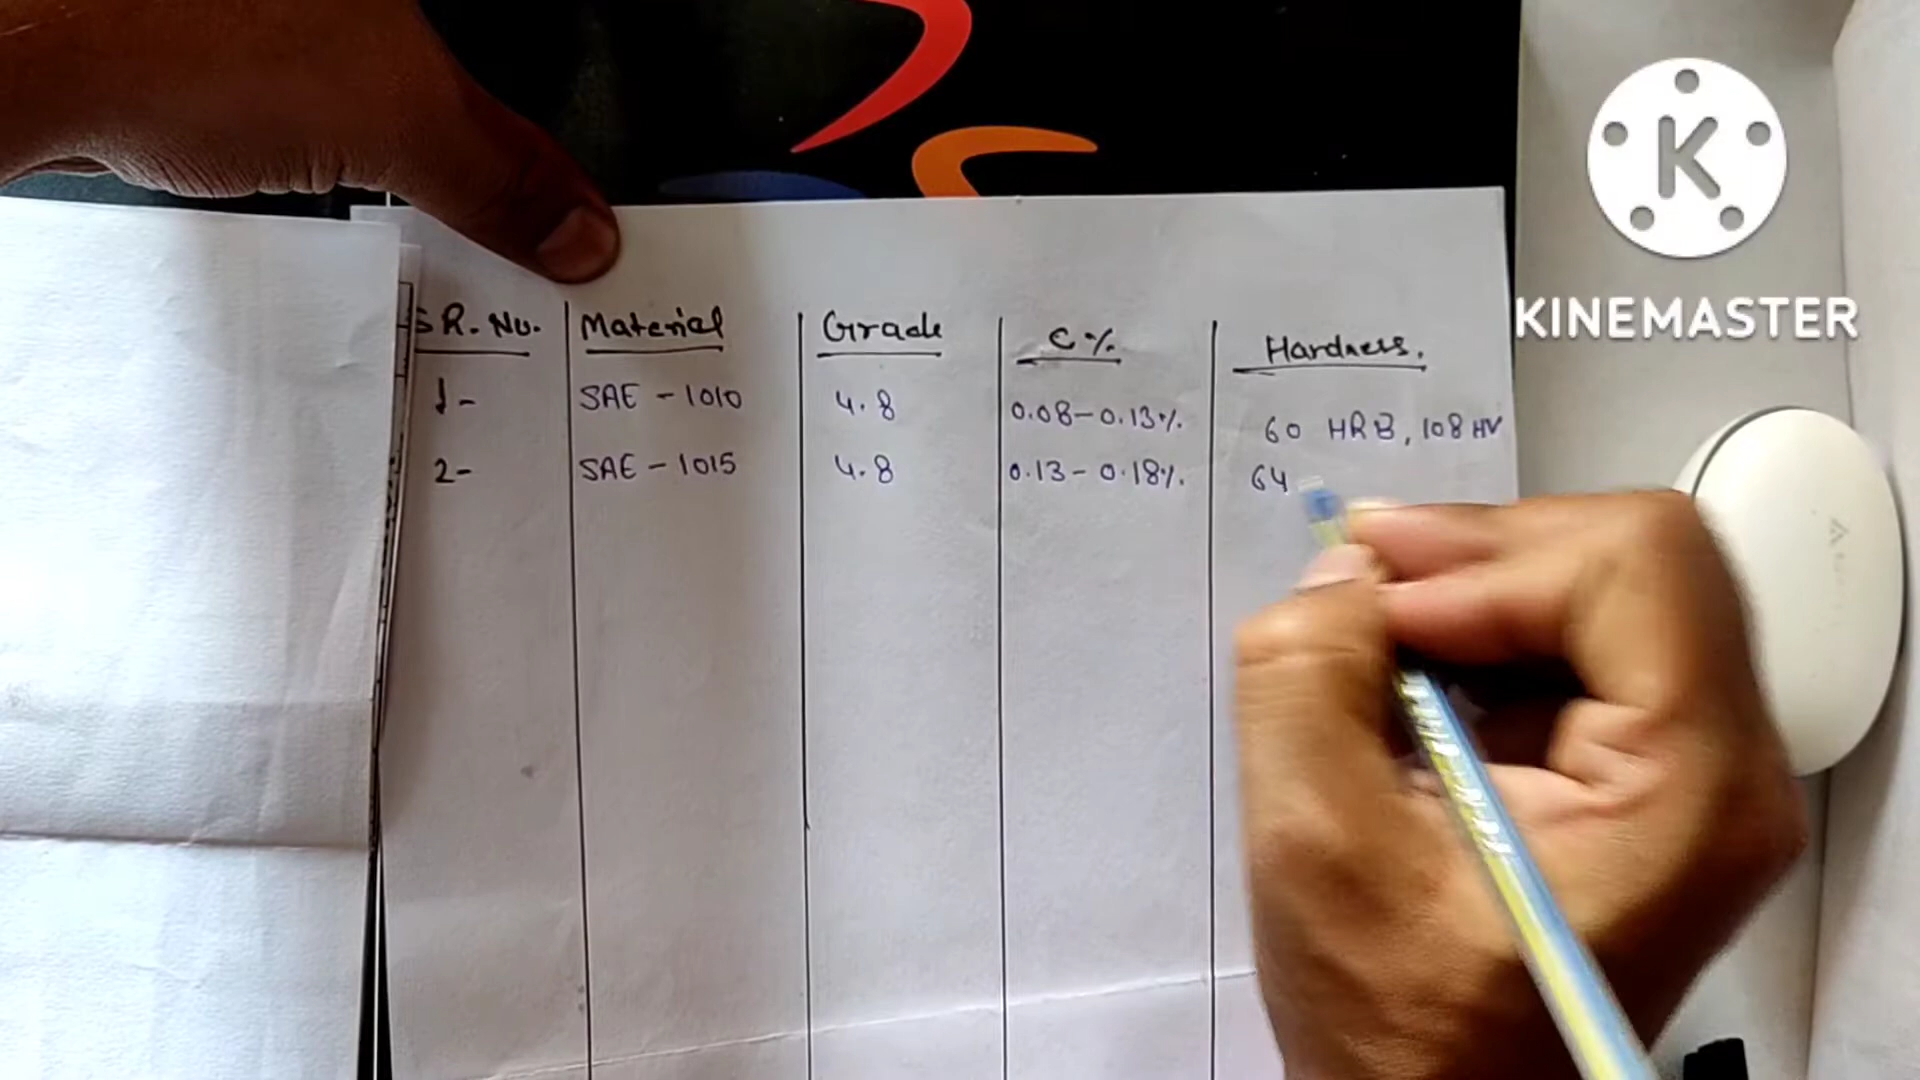 SR. No. Material Grade C% Hardness.
1- SAE - 1010 4.8 0.08-0.13% 60 HRB, 108 HV
2- SAE - 1015 4.8 0.13-0.18% 64
K
KINEMASTER